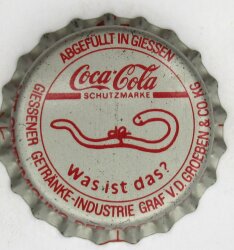 ABGEFÜLLT IN GIESSEN
Coca-Cola
SCHUTZMARKE
Was ist das?
GIESSENER GETRÄNKE-INDUSTRIE GRAF V.D. GROEBEN & CO. KG